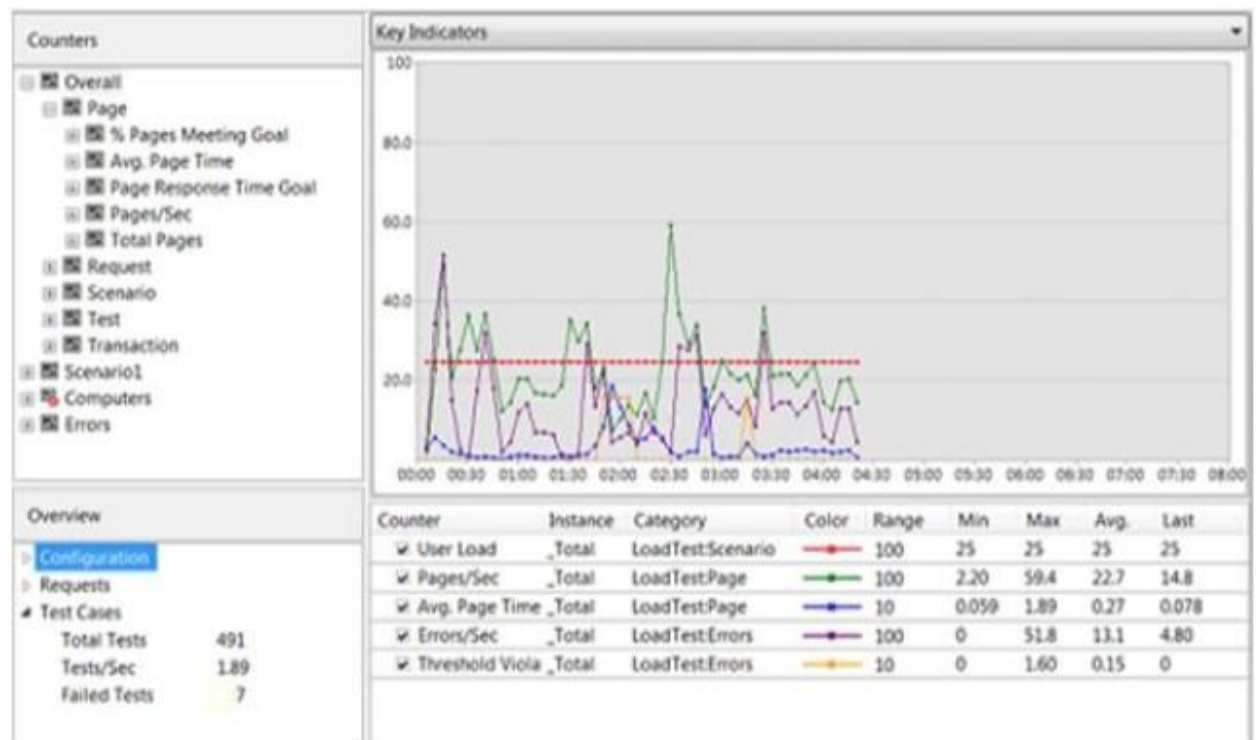 Counters
Overall
Page
% Pages Meeting Goal
Avg. Page Time
Page Response Time Goal
Pages/Sec
Total Pages
Request
Scenario
Test
Transaction
Scenario1
Computers
Errors
Overview
Configuration
Requests
Test Cases
Total Tests 491
Tests/Sec 1.89
Failed Tests 7
Key Indicators
100
80.0
60.0
40.0
20.0
00:00 00:30 01:00 01:30 02:00 02:30 03:00 03:30 04:00 04:30 05:00 05:30 06:00 06:30 07:00 07:30 08:00
Counter Instance Category Color Range Min Max Avg. Last
User Load _Total LoadTest:Scenario 100 25 25 25 25
Pages/Sec _Total LoadTest:Page 100 2.20 59.4 22.7 14.8
Avg. Page Time _Total LoadTest:Page 10 0.059 1.89 0.27 0.078
Errors/Sec _Total LoadTest:Errors 100 0 51.8 13.1 4.80
Threshold Viola _Total LoadTest:Errors 10 0 1.60 0.15 0